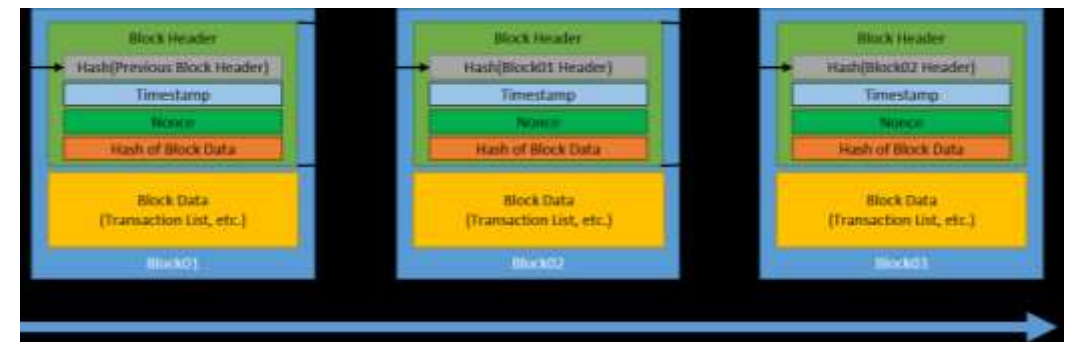 Block Header
Hash(Previous Block Header)
Timestamp
Nonce
Hash of Block Data
Block Data
(Transaction List, etc.)
Block01
Block Header
Hash(Block01 Header)
Timestamp
Nonce
Hash of Block Data
Block Data
(Transaction List, etc.)
Block02
Block Header
Hash(Block02 Header)
Timestamp
Nonce
Hash of Block Data
Block Data
(Transaction List, etc.)
Block03